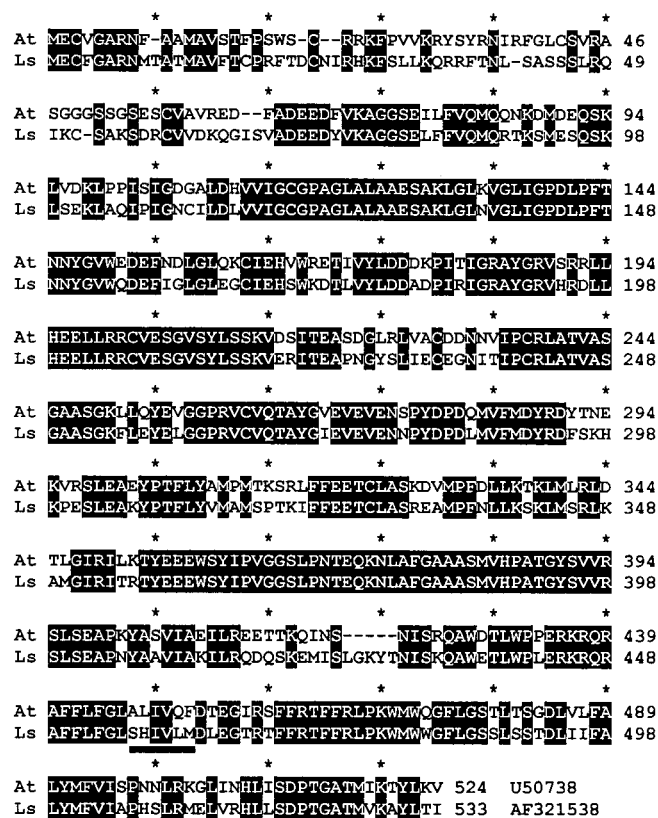 * * * * *
At MECVGARNF-AAMAVSTFPSWS-C--RRKFPVVKRYSYRNIRFGLCSVRA 46
Ls MECFGARNMTATMAVFTCPRFTDCNIRHKFSLLKQRRFTNL-SASSSLRQ 49
* * * * *
At SGGGSSGSESCVAVRED--FADEEDFVKAGGSEILFVQMQQNKDMDEQSK 94
Ls IKC-SAKSDRCVVDKQGISVADEEDYVKAGGSELFFVQMQRTKSMESQSK 98
* * * * *
At LVDKLPPISIGDGALDHVVIGCGPAGLALAAESAKLGLKVGLIGPDLPFT 144
Ls LSEKLAQIPIGNCILDLVVIGCGPAGLALAAESAKLGLNVGLIGPDLPFT 148
* * * * *
At NNYGVWEDEFNDLGLQKCIEHVWRETIVYLDDDKPITIGRAYGRVSRRLL 194
Ls NNYGVWQDEFIGLGLEGCIEHSWKDTLVYLDDADPIRIGRAYGRVHRDLL 198
* * * * *
At HEELLRRCVESGVSYLSSKVDSITEASDGLRLVACDDNNVIPCRLATVAS 244
Ls HEELLRRCVESGVSYLSSKVERITEAPNGYSLIECEGNITIPCRLATVAS 248
* * * * *
At GAASGKLLQYEVGGPRVCVQTAYGVEVEVENSPYDPDQMVFMDYRDYTNE 294
Ls GAASGKFLEYELGGPRVCVQTAYGIEVEVENNPYDPDLMVFMDYRDFSKH 298
* * * * *
At KVRSLEAEYPTFLYAMPMTKSRLFFEETCLASKDVMPFDLLKTKLMLRLD 344
Ls KPESLEAKYPTFLYVMAMSPTKIFFEETCLASREAMPFNLLKSKLMSRLK 348
* * * * *
At TLGIRILKTYEEEWSYIPVGGSLPNTEQKNLAFGAAASMVHPATGYSVVR 394
Ls AMGIRITRTYEEEWSYIPVGGSLPNTEQKNLAFGAAASMVHPATGYSVVR 398
* * * * *
At SLSEAPKYASVIAEILREETTKQINS-----NISRQAWDTLWPPERKRQR 439
Ls SLSEAPNYAAVIAKILRQDQSKEMISLGKYTNISKQAWETLWPLERKRQR 448
* * * * *
At AFFLFGLALIVQFDTEGIRSFFRTFFRLPKWMWQGFLGSTLTSGDLVLFA 489
Ls AFFLFGLSHIVLMDLEGTRTFFRTFFRLPKWMWWGFLGSSLSSTDLIIFA 498
* * * *
At LYMFVISPNNLRKGLINHLISDPTGATMIKTYLKV 524 U50738
Ls LYMFVIAPHSLRMELVRHLLSDPTGATMVKAYLTI 533 AF321538